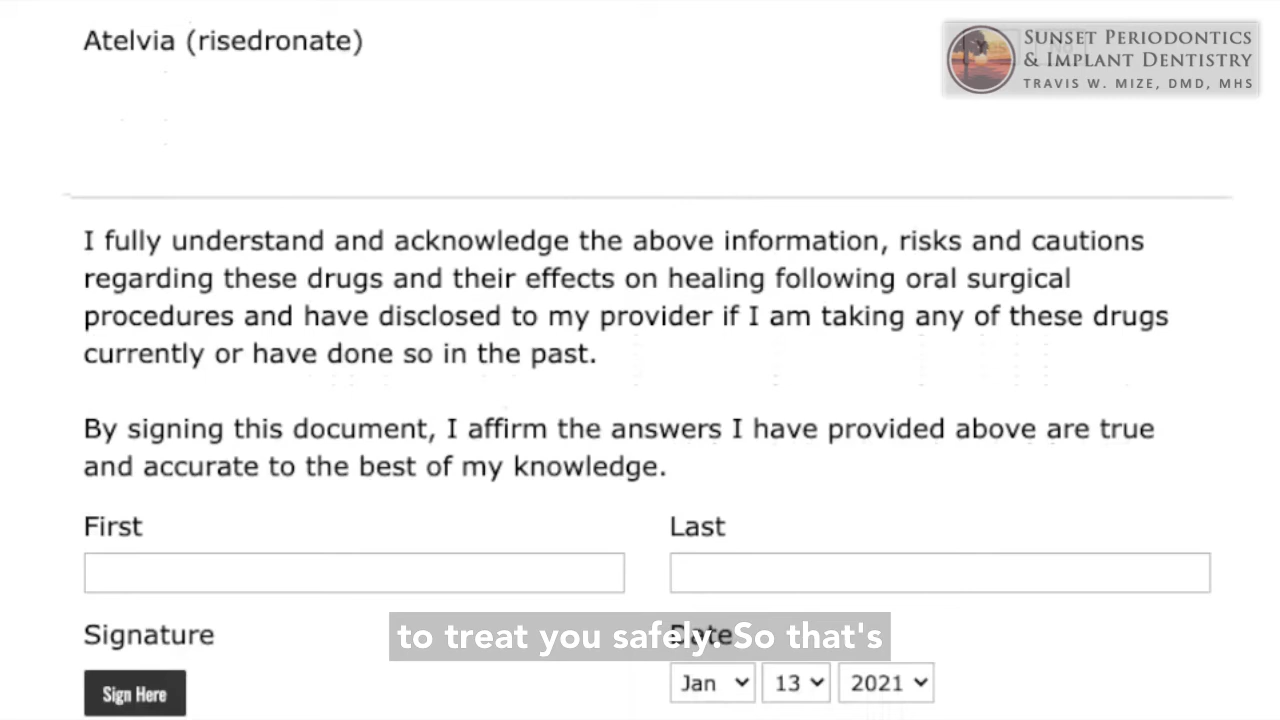 Atelvia (risedronate)
SUNSET PERIODONTICS
& IMPLANT DENTISTRY
TRAVIS W. MIZE, DMD, MHS
I fully understand and acknowledge the above information, risks and cautions
regarding these drugs and their effects on healing following oral surgical
procedures and have disclosed to my provider if I am taking any of these drugs
currently or have done so in the past.
By signing this document, I affirm the answers I have provided above are true
and accurate to the best of my knowledge.
First
Last
Signature
Date
to treat you safely. So that's
Sign Here
Jan 13 2021